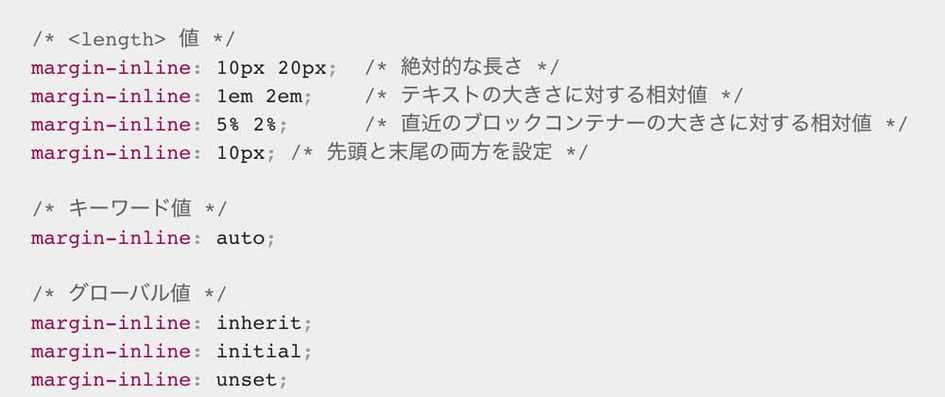 /* <length> 値 */
margin-inline: 10px 20px;  /* 絶対的な長さ */
margin-inline: 1em 2em;    /* テキストの大きさに対する相対値 */
margin-inline: 5% 2%;      /* 直近のブロックコンテナーの大きさに対する相対値 */
margin-inline: 10px; /* 先頭と末尾の両方を設定 */

/* キーワード値 */
margin-inline: auto;

/* グローバル値 */
margin-inline: inherit;
margin-inline: initial;
margin-inline: unset;